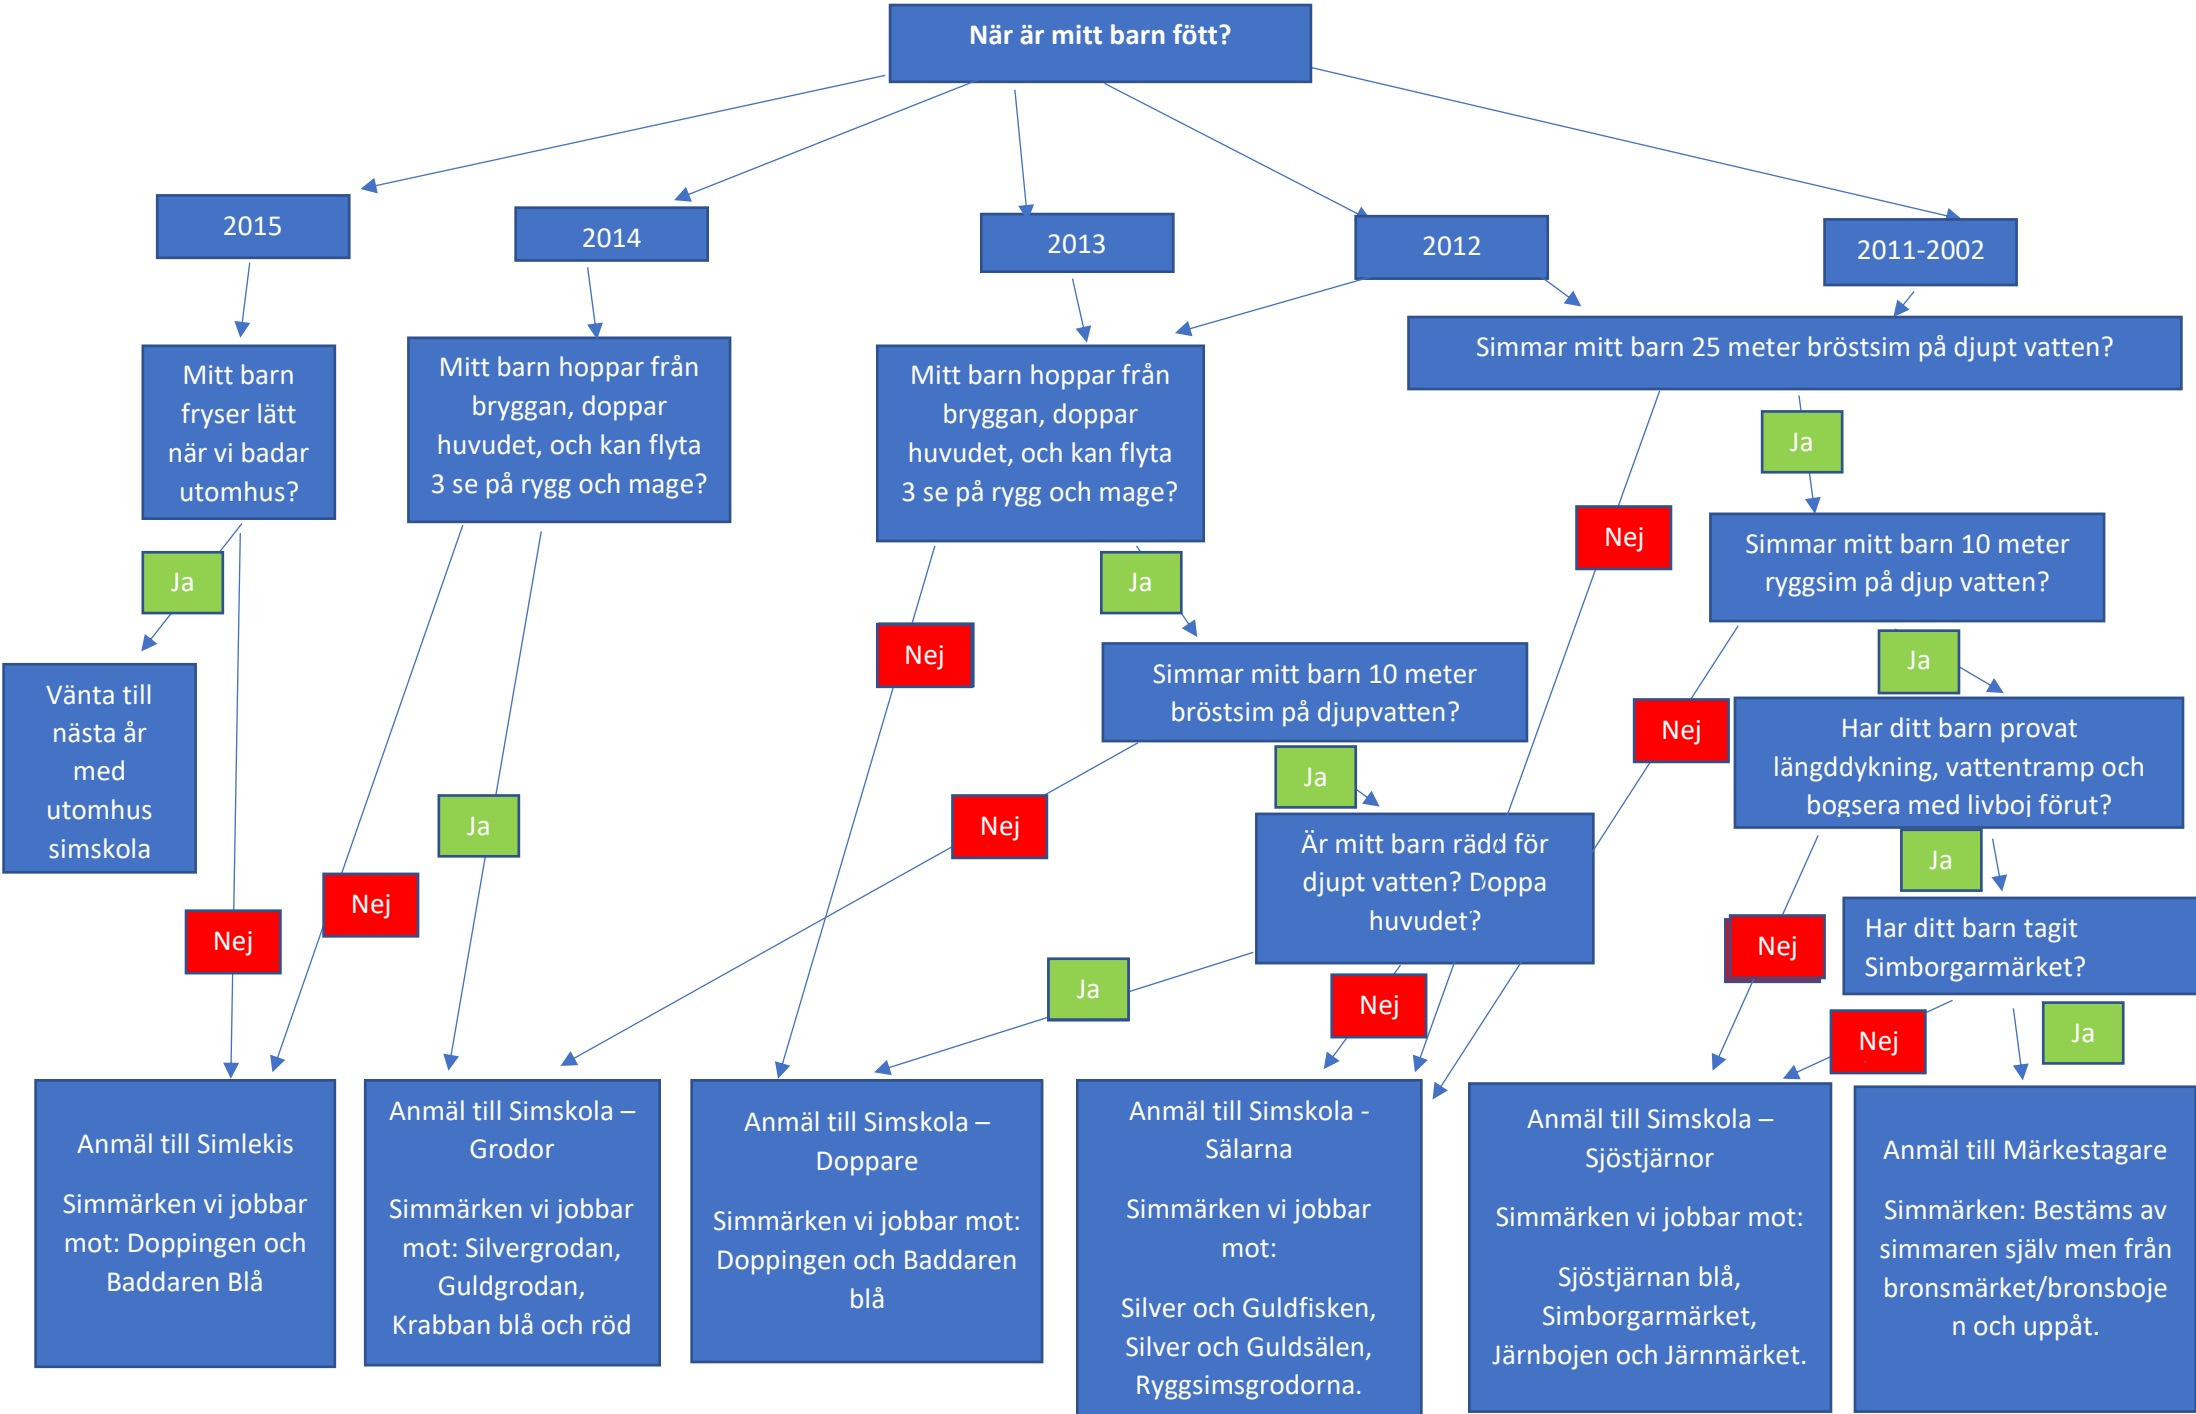 När är mitt barn fött?
2015
2014
2013
2012
2011-2002
Mitt barn
fryser lätt
när vi badar
utomhus?
Mitt barn hoppar från
bryggan, doppar
huvudet, och kan flyta
3 se på rygg och mage?
Mitt barn hoppar från
bryggan, doppar
huvudet, och kan flyta
3 se på rygg och mage?
Simmar mitt barn 25 meter bröstsim på djupt vatten?
Ja
Nej
Simmar mitt barn 10 meter
ryggsim på djup vatten?
Ja
Ja
Nej
Ja
Nej
Vänta till
nästa år
med
utomhus
simskola
Simmar mitt barn 10 meter
bröstsim på djupvatten?
Har ditt barn provat
längddykning, vattentramp och
bogsera med livboj förut?
Ja
Ja
Nej
Är mitt barn rädd för
djupt vatten? Doppa
huvudet?
Ja
Nej
Nej
Nej
Har ditt barn tagit
Simborgarmärket?
Ja
Nej
Nej
Ja
Anmäl till Simlekis
Simmärken vi jobbar
mot: Doppingen och
Baddaren Blå
Anmäl till Simskola –
Grodor
Simmärken vi jobbar
mot: Silvergrodan,
Guldgrodan,
Krabban blå och röd
Anmäl till Simskola –
Doppare
Simmärken vi jobbar mot:
Doppingen och Baddaren
blå
Anmäl till Simskola -
Sälarna
Simmärken vi jobbar
mot:
Silver och Guldfisken,
Silver och Guldsälen,
Ryggsimsgrodorna.
Anmäl till Simskola –
Sjöstjärnor
Simmärken vi jobbar mot:
Sjöstjärnan blå,
Simborgarmärket,
Järnbojen och Järnmärket.
Anmäl till Märkestagare
Simmärken: Bestäms av
simmaren själv men från
bronsmärket/bronsboje
n och uppåt.